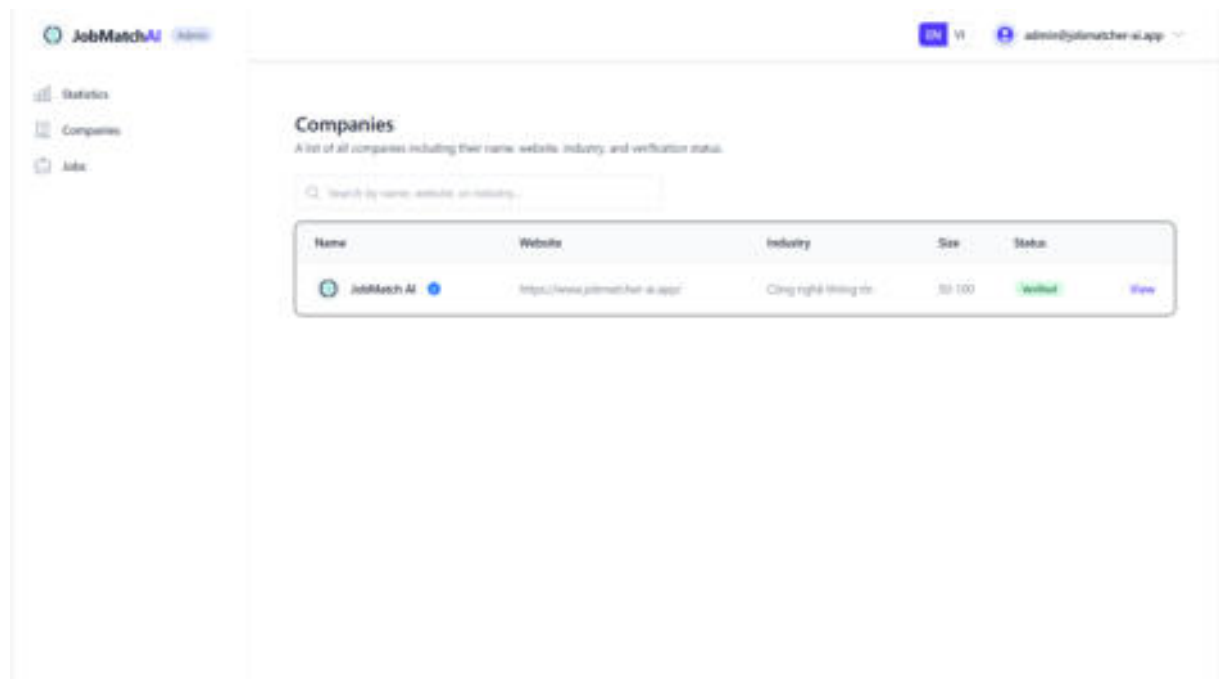 JobMatchAI Admin
EN VI admin@jobmatcher-ai.app
Statistics
Companies
Jobs
Companies
A list of all companies including their name, website, industry, and verification status.
Search by name, website, or industry...
Name Website Industry Size Status
JobMatch AI https://www.jobmatcher-ai.app/ Công nghệ thông tin 50-100 Verified View